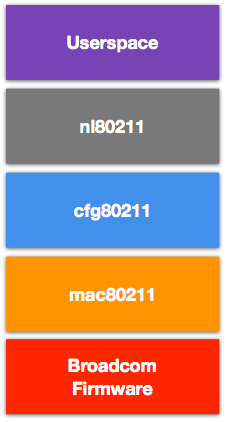 Userspace
nl80211
cfg80211
mac80211
Broadcom
Firmware